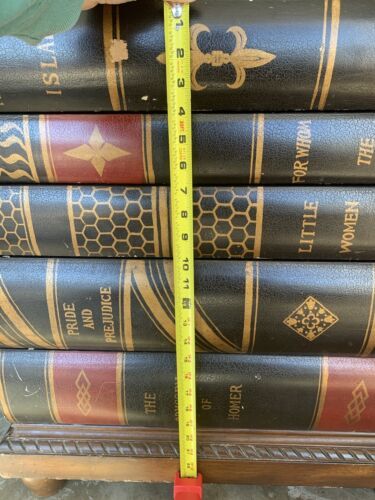 ISLA
FOR WHOM
THE
LITTLE
WOMEN
PRIDE
AND
PREJUDICE
THE
OF HOMER
1
2
3
4
5
6
7
8
9
10
11